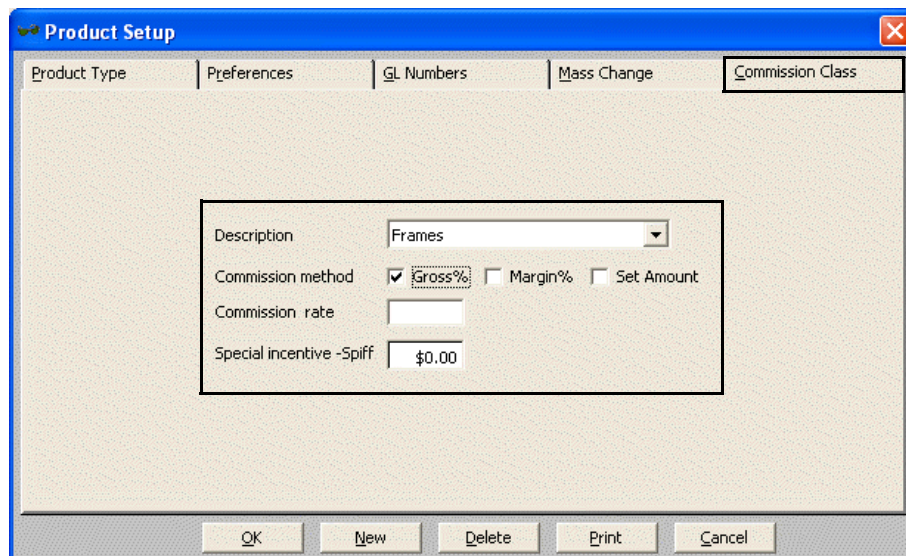 Product Setup
Product Type Preferences GL Numbers Mass Change Commission Class
Description Frames
Commission method Gross% Margin% Set Amount
Commission rate
Special incentive -Spiff $0.00
OK New Delete Print Cancel